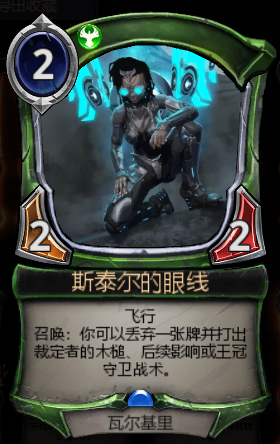 2
2
2
斯泰尔的眼线
飞行
召唤：你可以丢弃一张牌并打出
裁定者的木槌、后续影响或王冠
守卫战术。
瓦尔基里